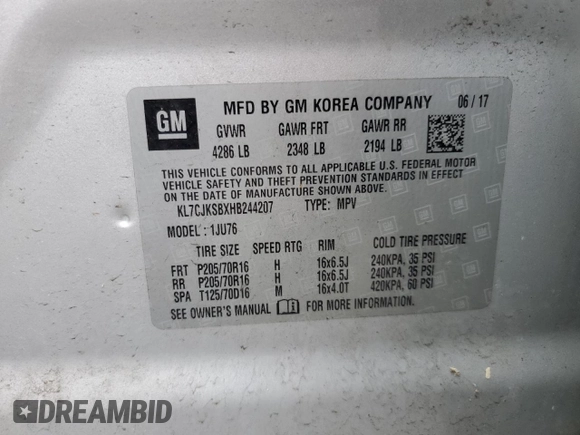 GM
MFD BY GM KOREA COMPANY 06 / 17
GVWR GAWR FRT GAWR RR
4286 LB 2348 LB 2194 LB
THIS VEHICLE CONFORMS TO ALL APPLICABLE U.S. FEDERAL MOTOR
VEHICLE SAFETY AND THEFT PREVENTION STANDARDS IN EFFECT
ON THE DATE OF MANUFACTURE SHOWN ABOVE.
KL7CJKSBXHB244207 TYPE: MPV
MODEL: 1JU76
TIRE SIZE SPEED RTG RIM COLD TIRE PRESSURE
FRT P205/70R16 H 16x6.5J 240KPA, 35 PSI
RR P205/70R16 H 16x6.5J 240KPA, 35 PSI
SPA T125/70D16 M 16x4.0T 420KPA, 60 PSI
SEE OWNER'S MANUAL FOR MORE INFORMATION.
DREAMBID